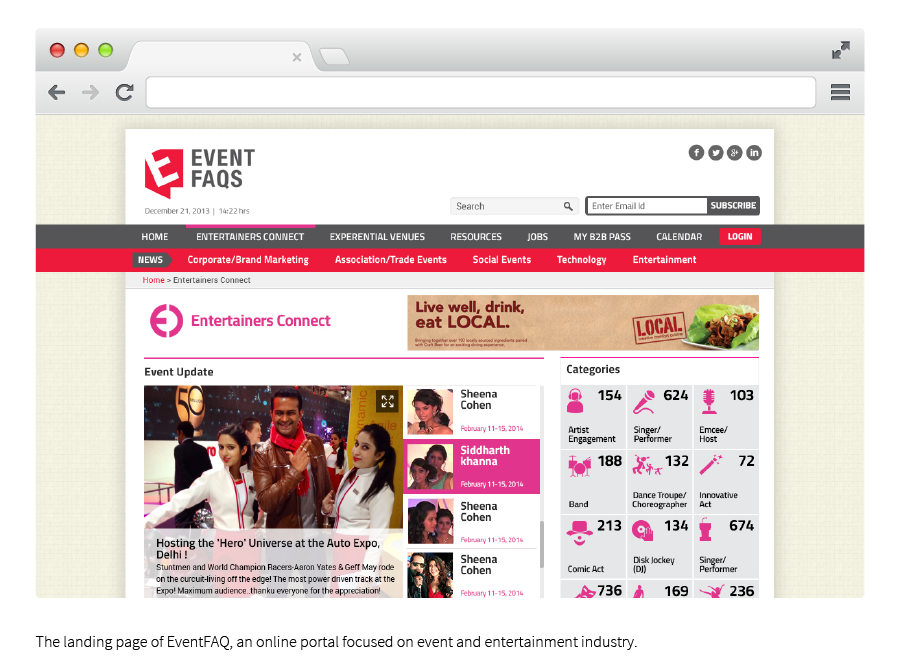 EVENT
FAQS
December 21, 2013 | 14:22 hrs
f
g+
in
Search
Enter Email Id
SUBSCRIBE
HOME ENTERTAINERS CONNECT EXPERENTIAL VENUES RESOURCES JOBS MY B2B PASS CALENDAR LOGIN
NEWS Corporate/Brand Marketing Association/Trade Events Social Events Technology Entertainment
Home > Entertainers Connect
Entertainers Connect
Live well, drink,
eat LOCAL.
LOCAL.
Event Update
50
dynamic
Hosting the 'Hero' Universe at the Auto Expo,
Delhi !
Stuntmen and World Champion Racers-Aaron Yates & Geff May rode
on the curcuit-living off the edge! The most power driven track at the
Expo! Maximum audience..thanku everyone for the appreciation!
Sheena
Cohen
February 11-15, 2014
Siddharth
khanna
February 11-15, 2014
Sheena
Cohen
February 11-15, 2014
Sheena
Cohen
February 11-15, 2014
Categories
154
Artist
Engagement
624
Singer/
Performer
103
Emcee/
Host
188
Band
132
Dance Troupe/
Choreographer
72
Innovative
Act
213
Comic Act
134
Disk Jockey
(DJ)
674
Singer/
Performer
736
169
236
The landing page of EventFAQ, an online portal focused on event and entertainment industry.